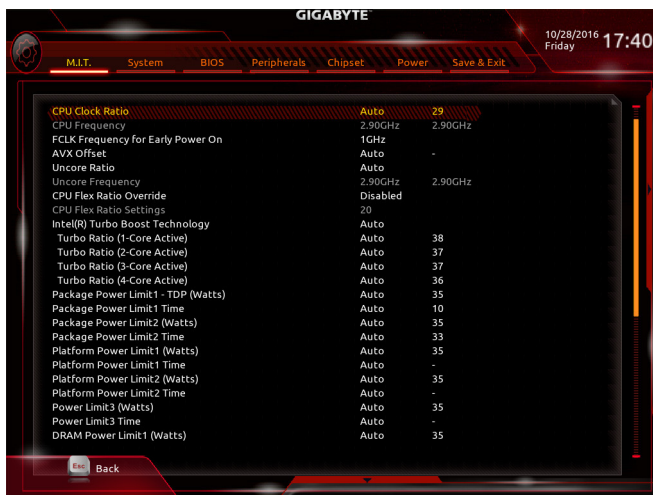 GIGABYTE™
10/28/2016 17:40
Friday
M.I.T. System BIOS Peripherals Chipset Power Save & Exit
CPU Clock Ratio Auto 29
CPU Frequency 2.90GHz 2.90GHz
FCLK Frequency for Early Power On 1GHz
AVX Offset Auto -
Uncore Ratio Auto
Uncore Frequency 2.90GHz 2.90GHz
CPU Flex Ratio Override Disabled
CPU Flex Ratio Settings 20
Intel(R) Turbo Boost Technology Auto
Turbo Ratio (1-Core Active) Auto 38
Turbo Ratio (2-Core Active) Auto 37
Turbo Ratio (3-Core Active) Auto 37
Turbo Ratio (4-Core Active) Auto 36
Package Power Limit1 - TDP (Watts) Auto 35
Package Power Limit1 Time Auto 10
Package Power Limit2 (Watts) Auto 35
Package Power Limit2 Time Auto 33
Platform Power Limit1 (Watts) Auto 35
Platform Power Limit1 Time Auto -
Platform Power Limit2 (Watts) Auto 35
Platform Power Limit2 Time Auto -
Power Limit3 (Watts) Auto 35
Power Limit3 Time Auto -
DRAM Power Limit1 (Watts) Auto 35
Esc Back